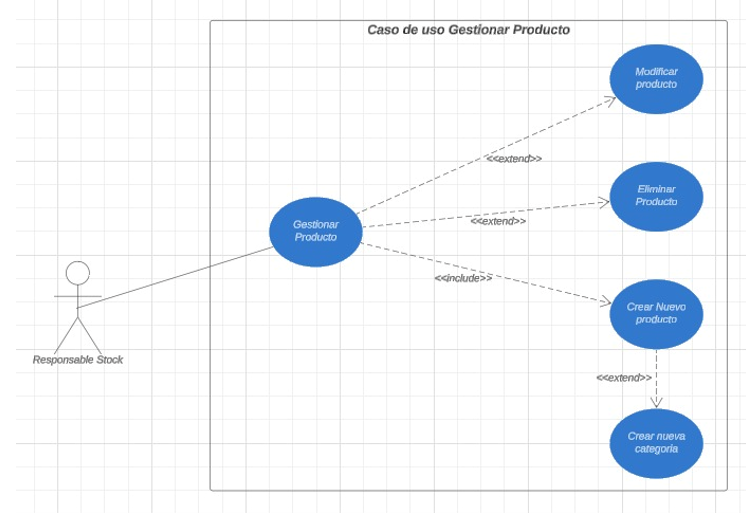 Caso de uso Gestionar Producto
Modificar
producto
<<extend>>
Eliminar
Producto
<<extend>>
Gestionar
Producto
<<include>>
Crear Nuevo
producto
Responsable Stock
<<extend>>
Crear nueva
categoria